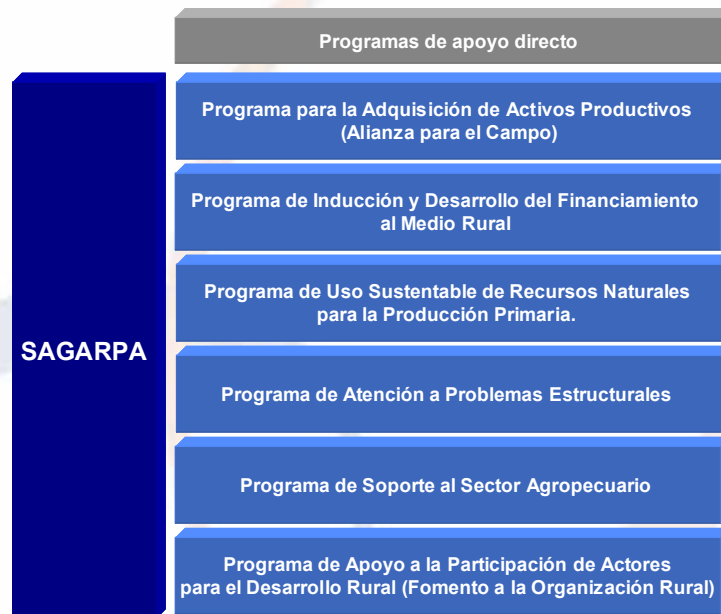 Programas de apoyo directo
SAGARPA
Programa para la Adquisición de Activos Productivos
(Alianza para el Campo)
Programa de Inducción y Desarrollo del Financiamiento
al Medio Rural
Programa de Uso Sustentable de Recursos Naturales
para la Producción Primaria.
Programa de Atención a Problemas Estructurales
Programa de Soporte al Sector Agropecuario
Programa de Apoyo a la Participación de Actores
para el Desarrollo Rural (Fomento a la Organización Rural)